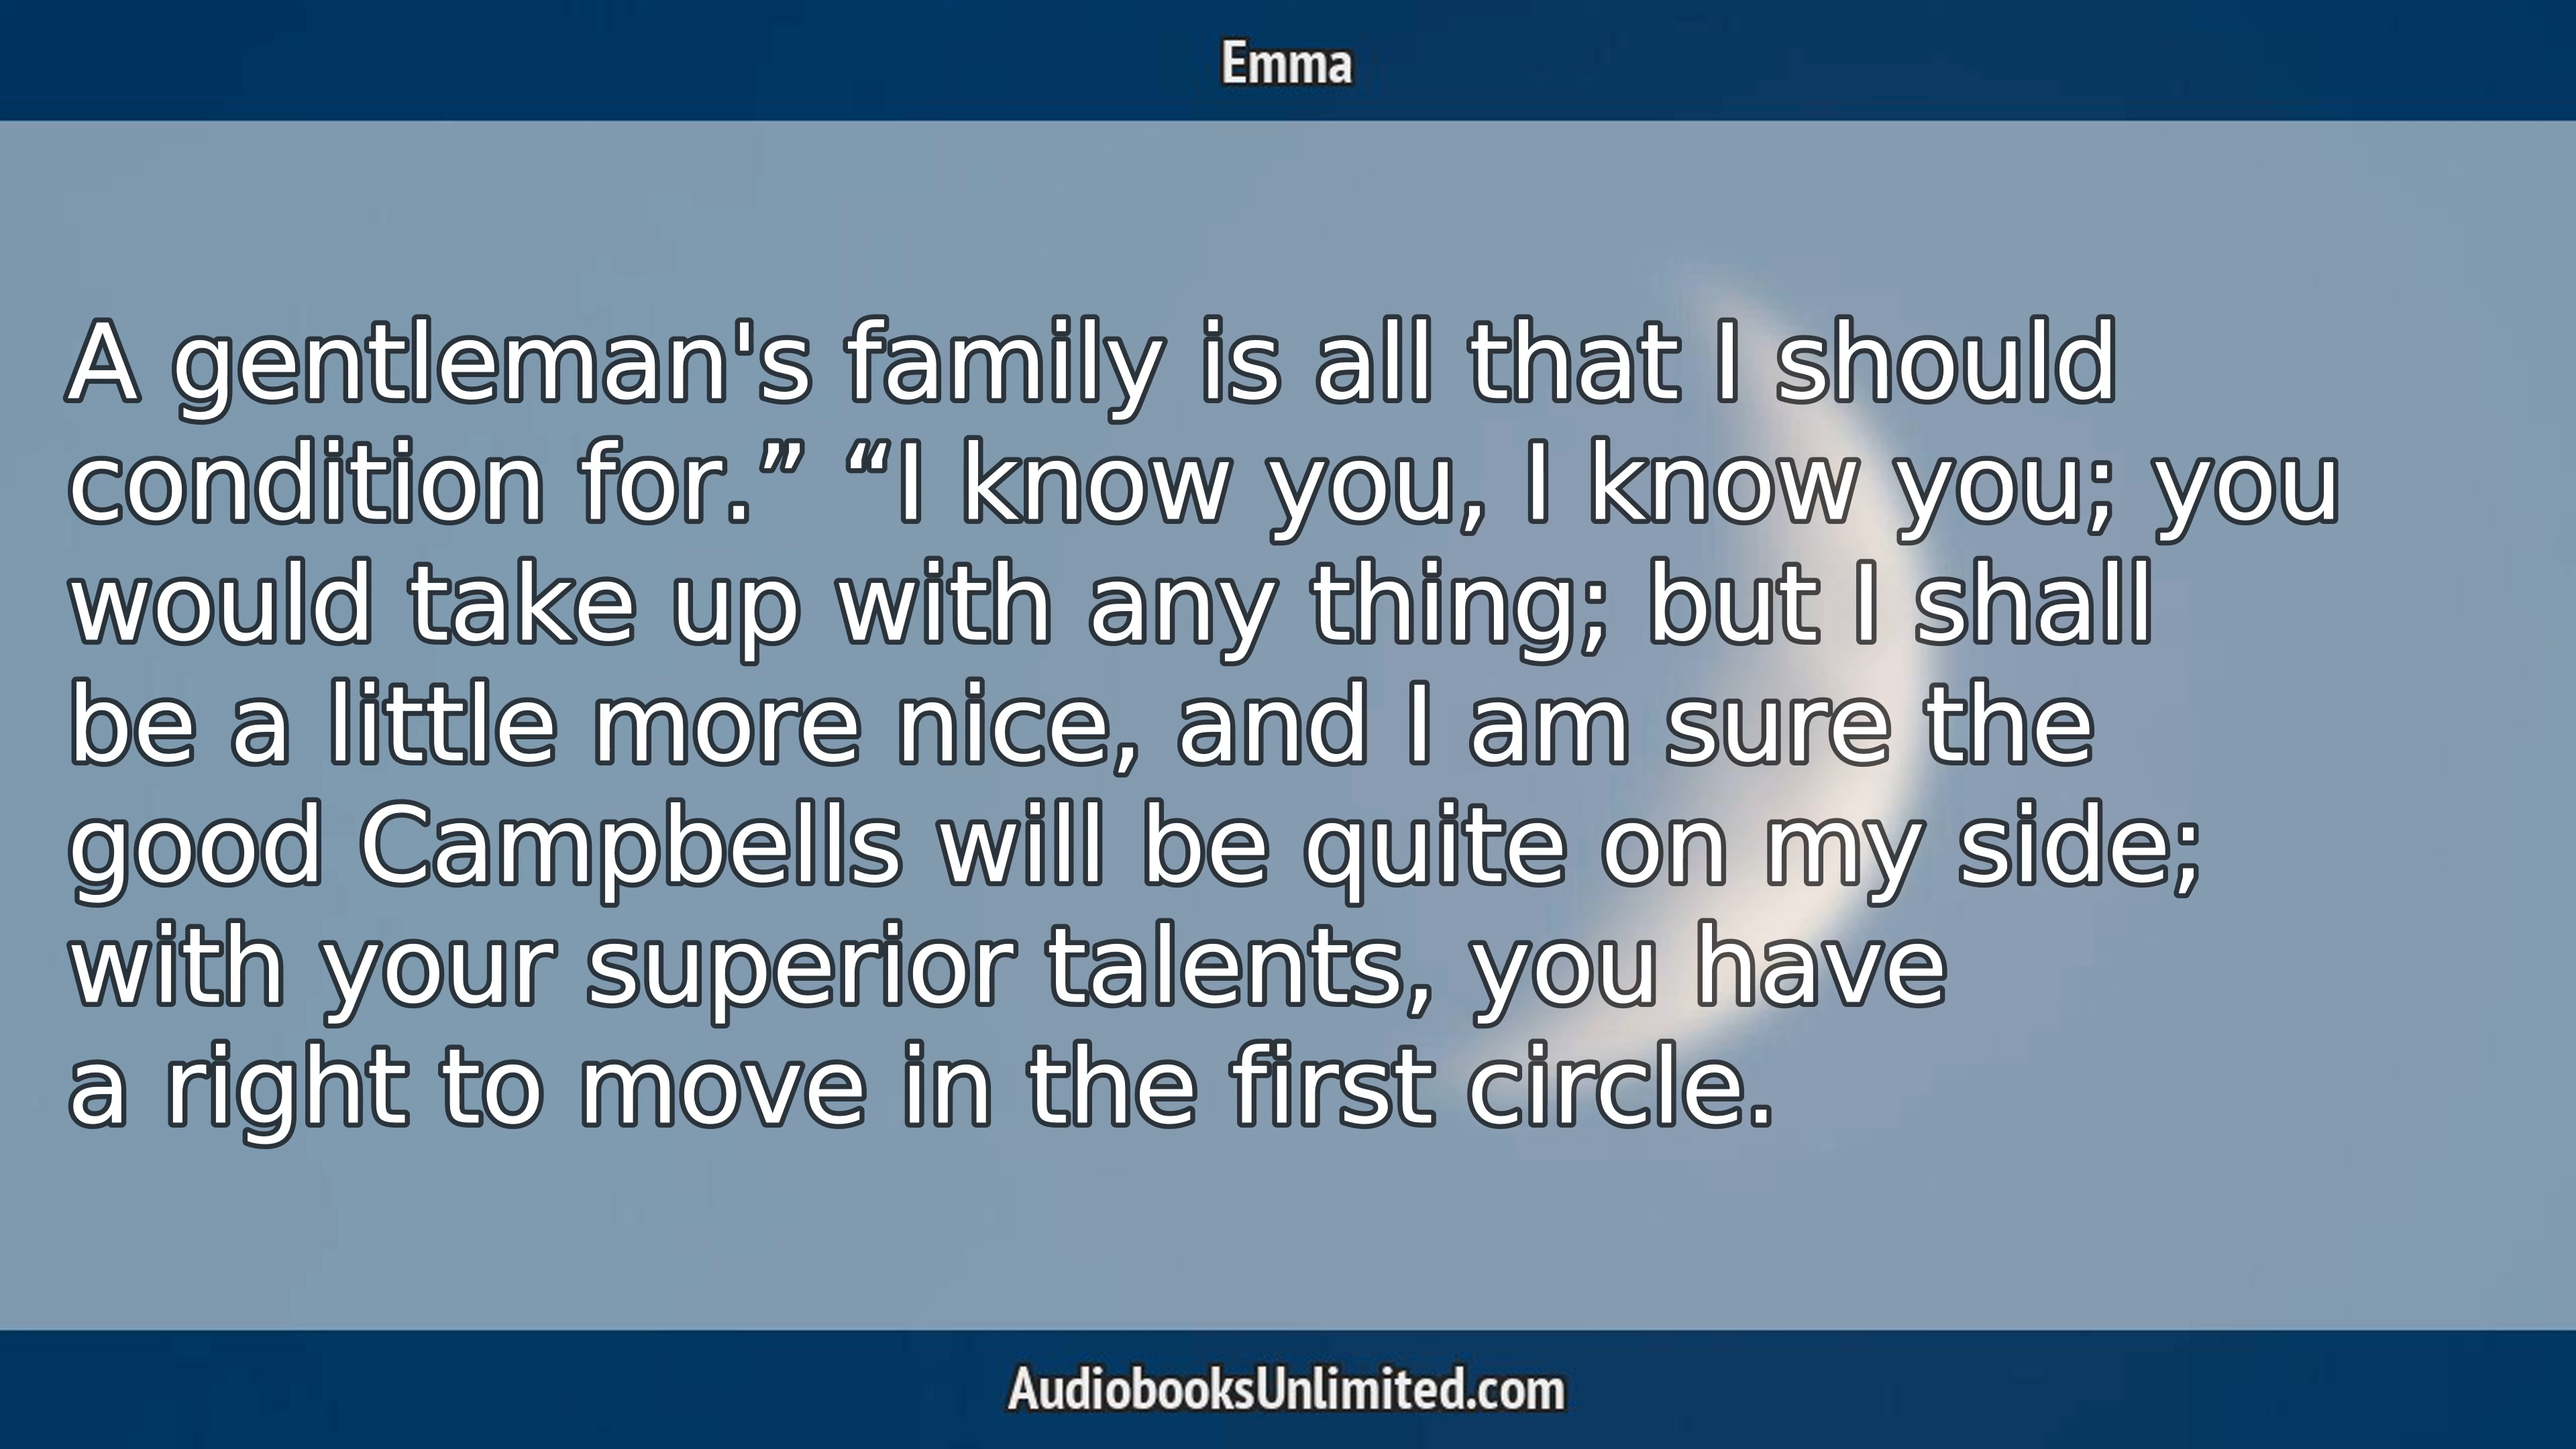 Emma
A gentleman's family is all that I should
condition for.” “I know you, I know you; you
would take up with any thing; but I shall
be a little more nice, and I am sure the
good Campbells will be quite on my side;
with your superior talents, you have
a right to move in the first circle.
AudiobooksUnlimited.com